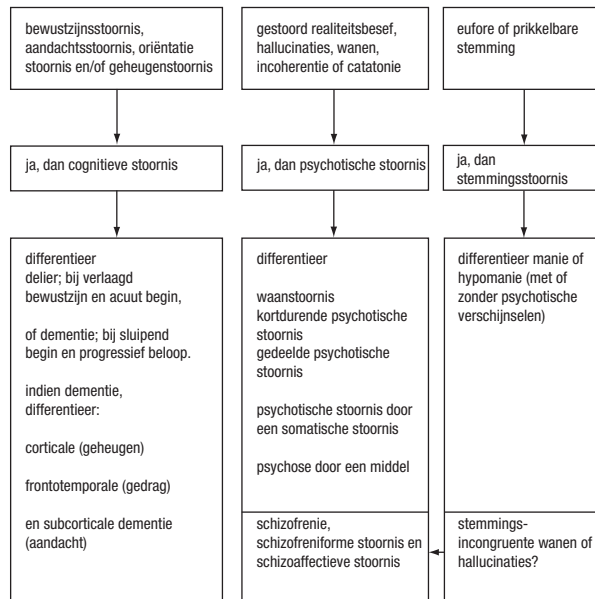 bewustzijnsstoornis,
aandachtsstoornis, oriëntatie
stoornis en/of geheugenstoornis
ja, dan cognitieve stoornis
differentieer
delier; bij verlaagd
bewustzijn en acuut begin,
of dementie; bij sluipend
begin en progressief beloop.
indien dementie,
differentieer:
corticale (geheugen)
frontotemporale (gedrag)
en subcorticale dementie
(aandacht)
gestoord realiteitsbesef,
hallucinaties, wanen,
incoherentie of catatonie
ja, dan psychotische stoornis
differentieer
waanstoornis
kortdurende psychotische
stoornis
gedeelde psychotische
stoornis
psychotische stoornis door
een somatische stoornis
psychose door een middel
schizofrenie,
schizofreniforme stoornis en
schizoaffectieve stoornis
eufore of prikkelbare
stemming
ja, dan
stemmingsstoornis
differentieer manie of
hypomanie (met of
zonder psychotische
verschijnselen)
stemmings-
incongruente wanen of
hallucinaties?